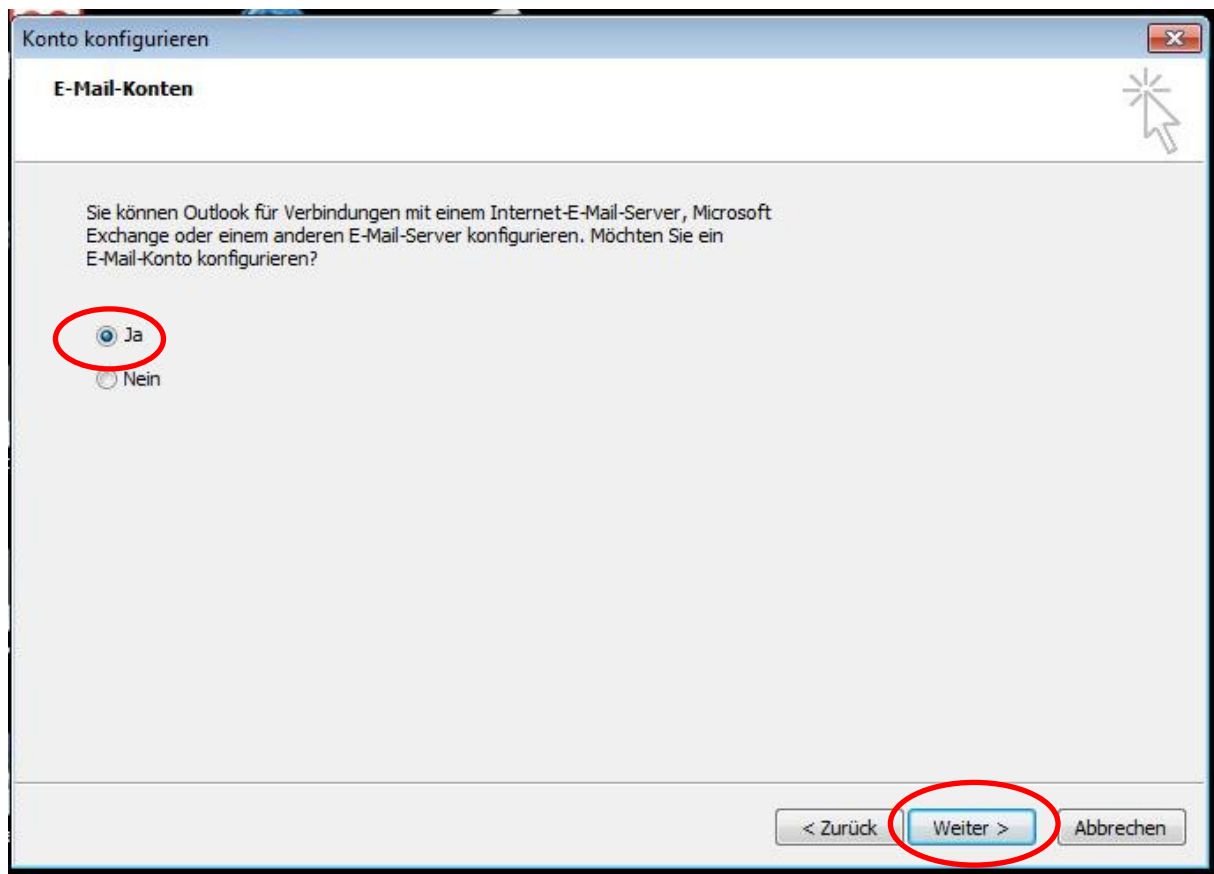 Konto konfigurieren
E-Mail-Konten
Sie können Outlook für Verbindungen mit einem Internet-E-Mail-Server, Microsoft
Exchange oder einem anderen E-Mail-Server konfigurieren. Möchten Sie ein
E-Mail-Konto konfigurieren?
Ja
Nein
< Zurück Weiter > Abbrechen